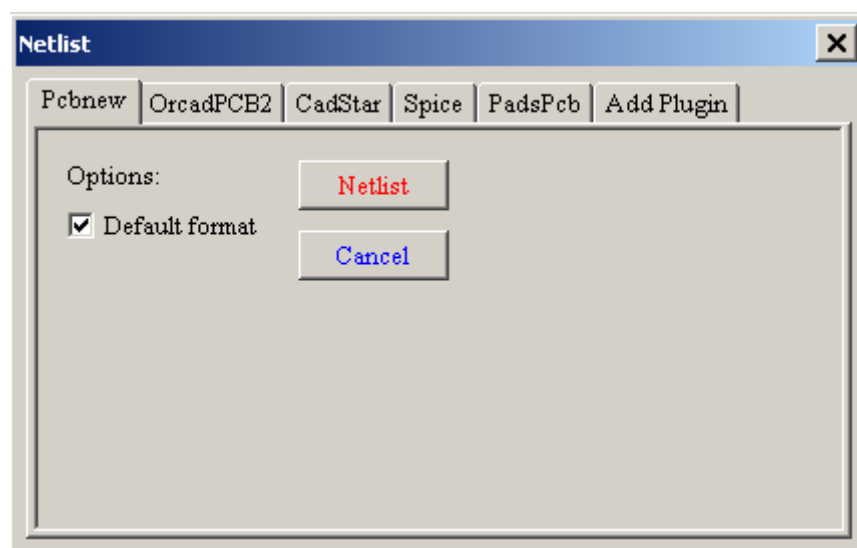 Netlist
Pcbnew OrcadPCB2 CadStar Spice PadsPcb Add Plugin
Options:
Netlist
Default format
Cancel